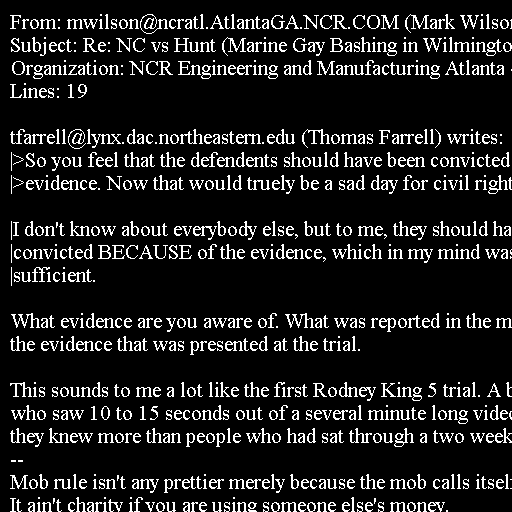 From: mwilson@ncratl.AtlantaGA.NCR.COM (Mark Wilso
Subject: Re: NC vs Hunt (Marine Gay Bashing in Wilmingto
Organization: NCR Engineering and Manufacturing Atlanta -
Lines: 19
tfarrell@lynx.dac.northeastern.edu (Thomas Farrell) writes:
|>So you feel that the defendents should have been convicted
|>evidence. Now that would truely be a sad day for civil right
|I don't know about everybody else, but to me, they should ha
|convicted BECAUSE of the evidence, which in my mind was
|sufficient.
What evidence are you aware of. What was reported in the m
the evidence that was presented at the trial.
This sounds to me a lot like the first Rodney King 5 trial. A b
who saw 10 to 15 seconds out of a several minute long video
they knew more than people who had sat through a two week
--
Mob rule isn't any prettier merely because the mob calls itsel
It ain't charity if you are using someone else's money.